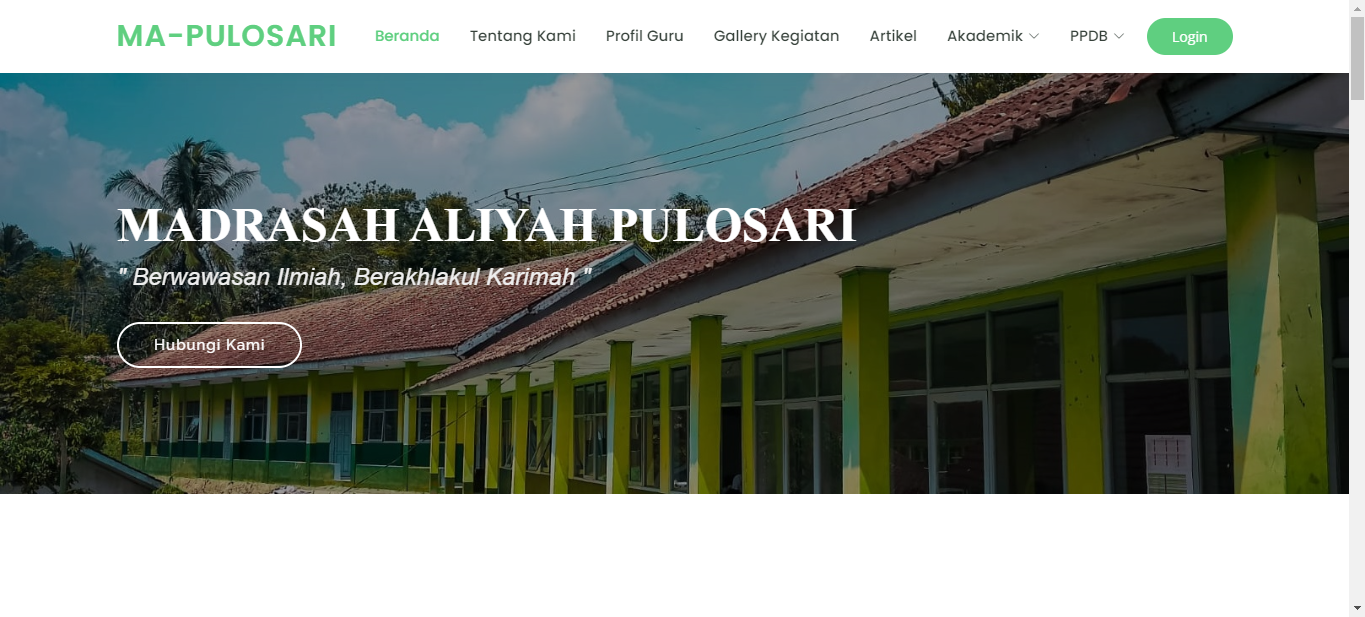 MA-PULOSARI
Beranda
Tentang Kami
Profil Guru
Gallery Kegiatan
Artikel
Akademik
PPDB
Login
MADRASAH ALIYAH PULOSARI
" Berwawasan Ilmiah, Berakhlakul Karimah "
Hubungi Kami